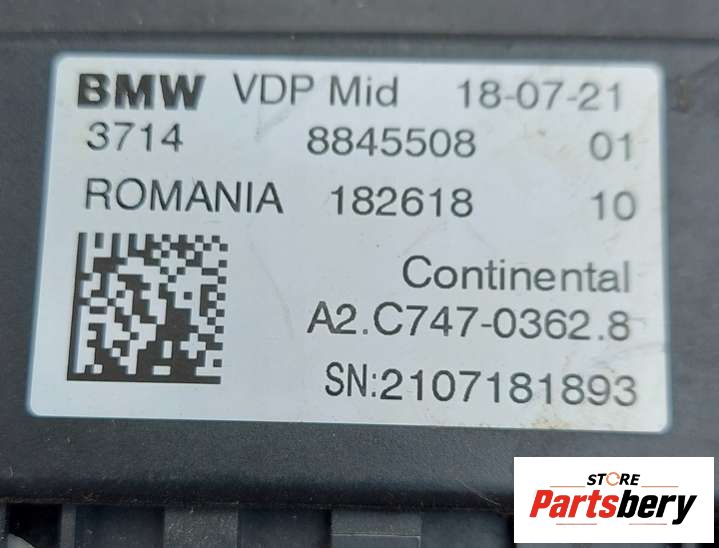 BMW VDP Mid 18-07-21
3714 8845508 01
ROMANIA 182618 10
Continental
A2.C747-0362.8
SN:2107181893
STORE
Partsbery